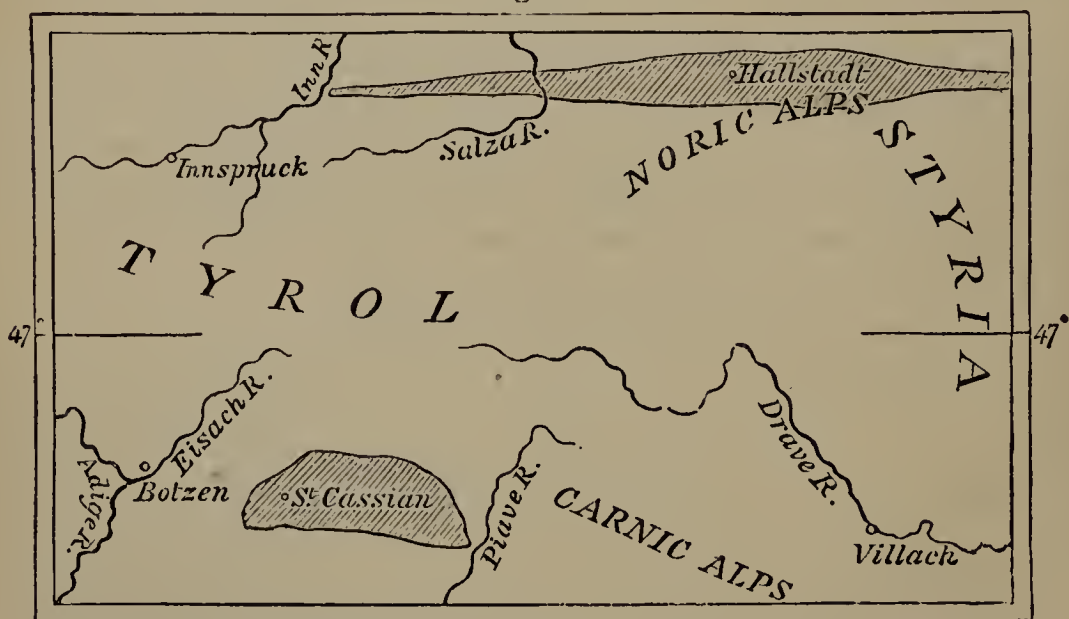 Inn R
Hallstadt
NORIC ALPS
Salza R.
Innspruck
STYRIA
TYROL
47
47°
Eisach R.
Drave R.
Adige R.
Botzen
St. Cassian
Piave R.
CARNIC ALPS
Villach